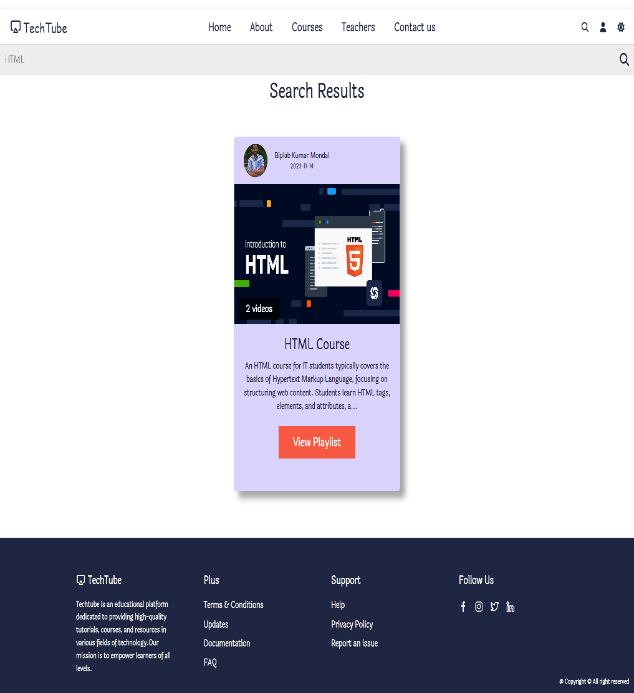 TechTube
Home About Courses Teachers Contact us
HTML
Search Results
Biplab Kumar Mondal
Introduction to
HTML
HTML
5
2 videos
HTML Course
An HTML course for IT students typically covers the
basics of Hypertext Markup Language, focusing on
structuring web content. Students learn HTML tags,
elements, and attributes, a...
View Playlist
TechTube
Techtube is an educational platform
dedicated to providing high-quality
tutorials, courses, and resources in
various fields of technology.Our
mission is to empower learners of all
levels.
Plus
Terms & Conditions
Updates
Documentation
FAQ
Support
Help
Privacy Policy
Report an Issue
Follow Us
@ Copyright © All right reserved